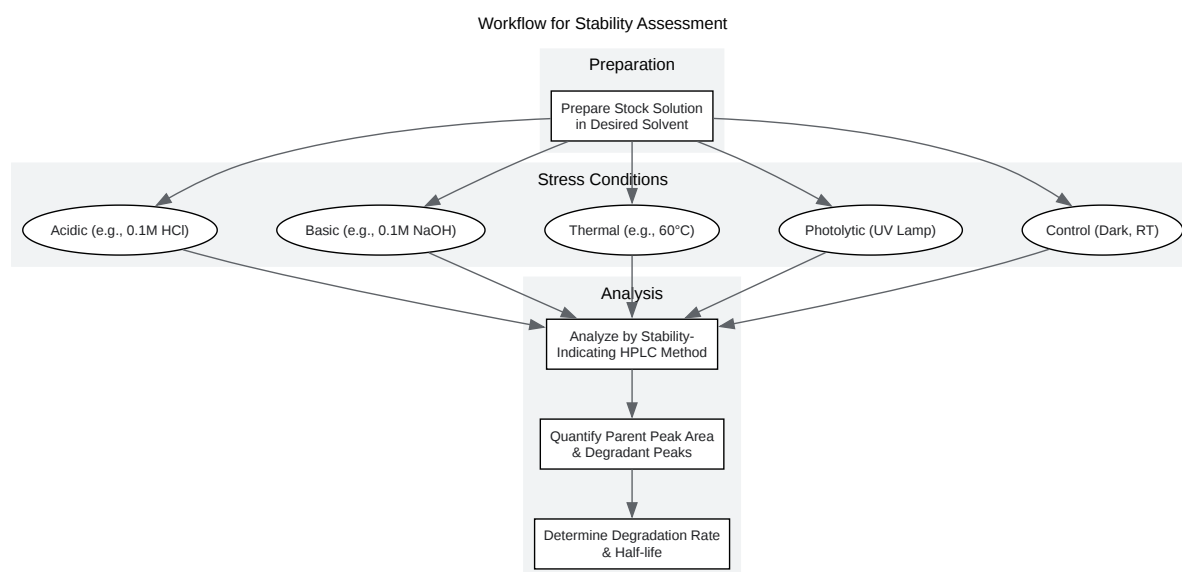 Workflow for Stability Assessment
Preparation
Prepare Stock Solution
in Desired Solvent
Stress Conditions
Acidic (e.g., 0.1M HCl)
Basic (e.g., 0.1M NaOH)
Thermal (e.g., 60°C)
Photolytic (UV Lamp)
Control (Dark, RT)
Analysis
Analyze by Stability-
Indicating HPLC Method
Quantify Parent Peak Area
& Degradant Peaks
Determine Degradation Rate
& Half-life